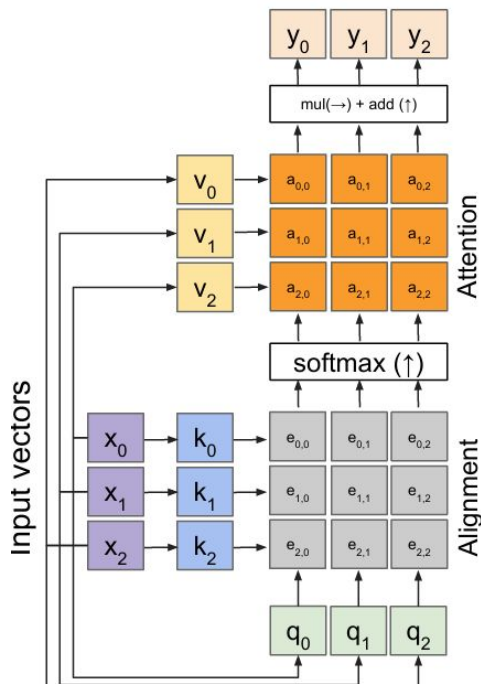 y0 y1 y2
mul(→) + add (↑)
v0 a0,0 a0,1 a0,2
v1 a1,0 a1,1 a1,2
v2 a2,0 a2,1 a2,2
Attention
softmax (↑)
Input vectors
x0 k0 e0,0 e0,1 e0,2
x1 k1 e1,0 e1,1 e1,2
x2 k2 e2,0 e2,1 e2,2
Alignment
q0 q1 q2